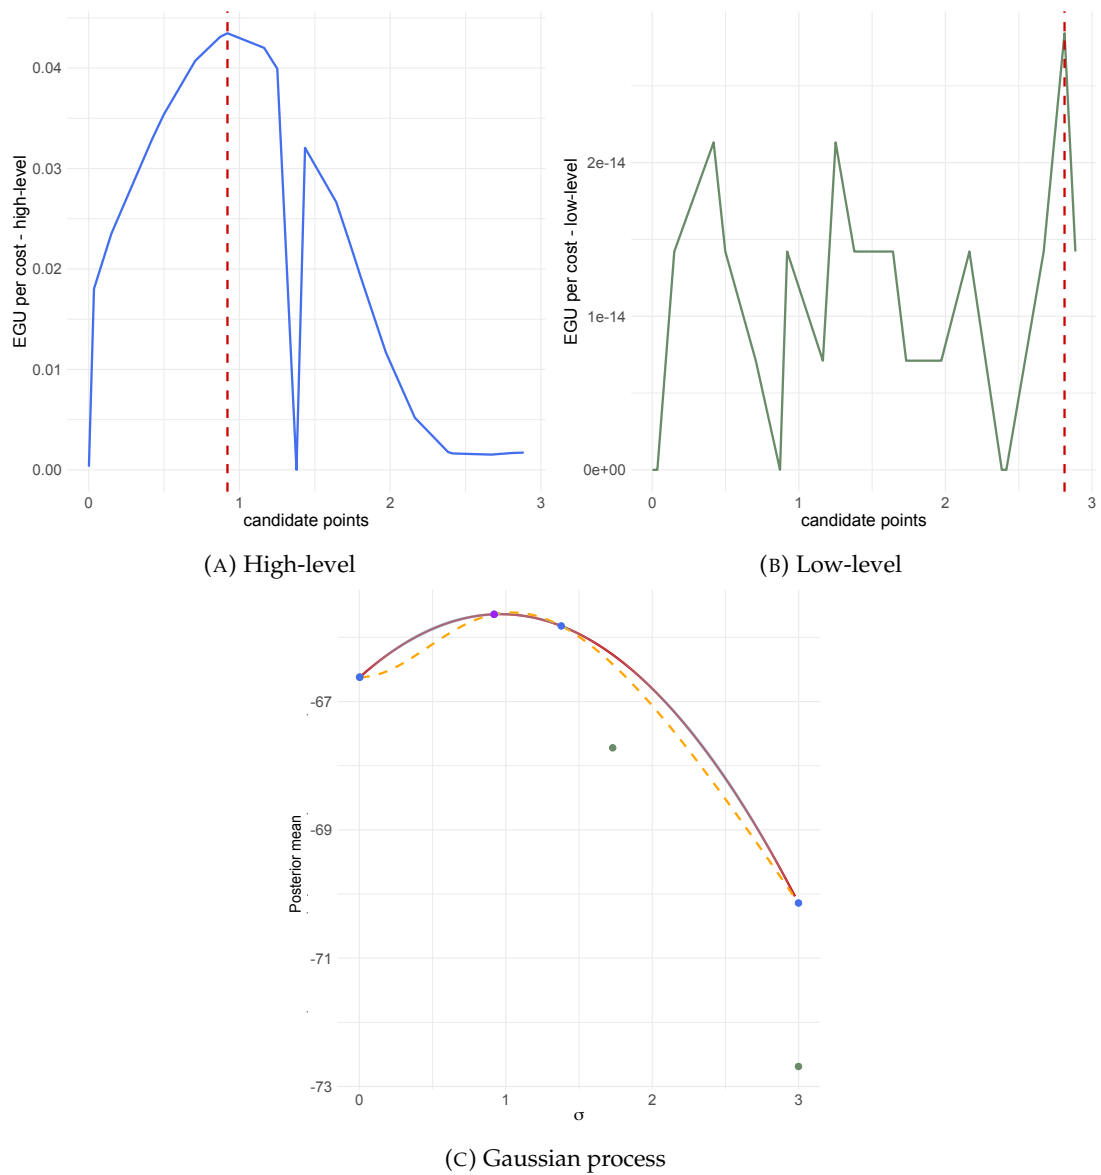 EGU per cost - high-level
0.04
0.03
0.02
0.01
0.00
0
1
2
3
candidate points
(A) High-level
EGU per cost - low-level
2e-14
1e-14
0e+00
0
1
2
3
candidate points
(B) Low-level
Posterior mean
-67
-69
-71
-73
0
1
2
3
σ
(C) Gaussian process